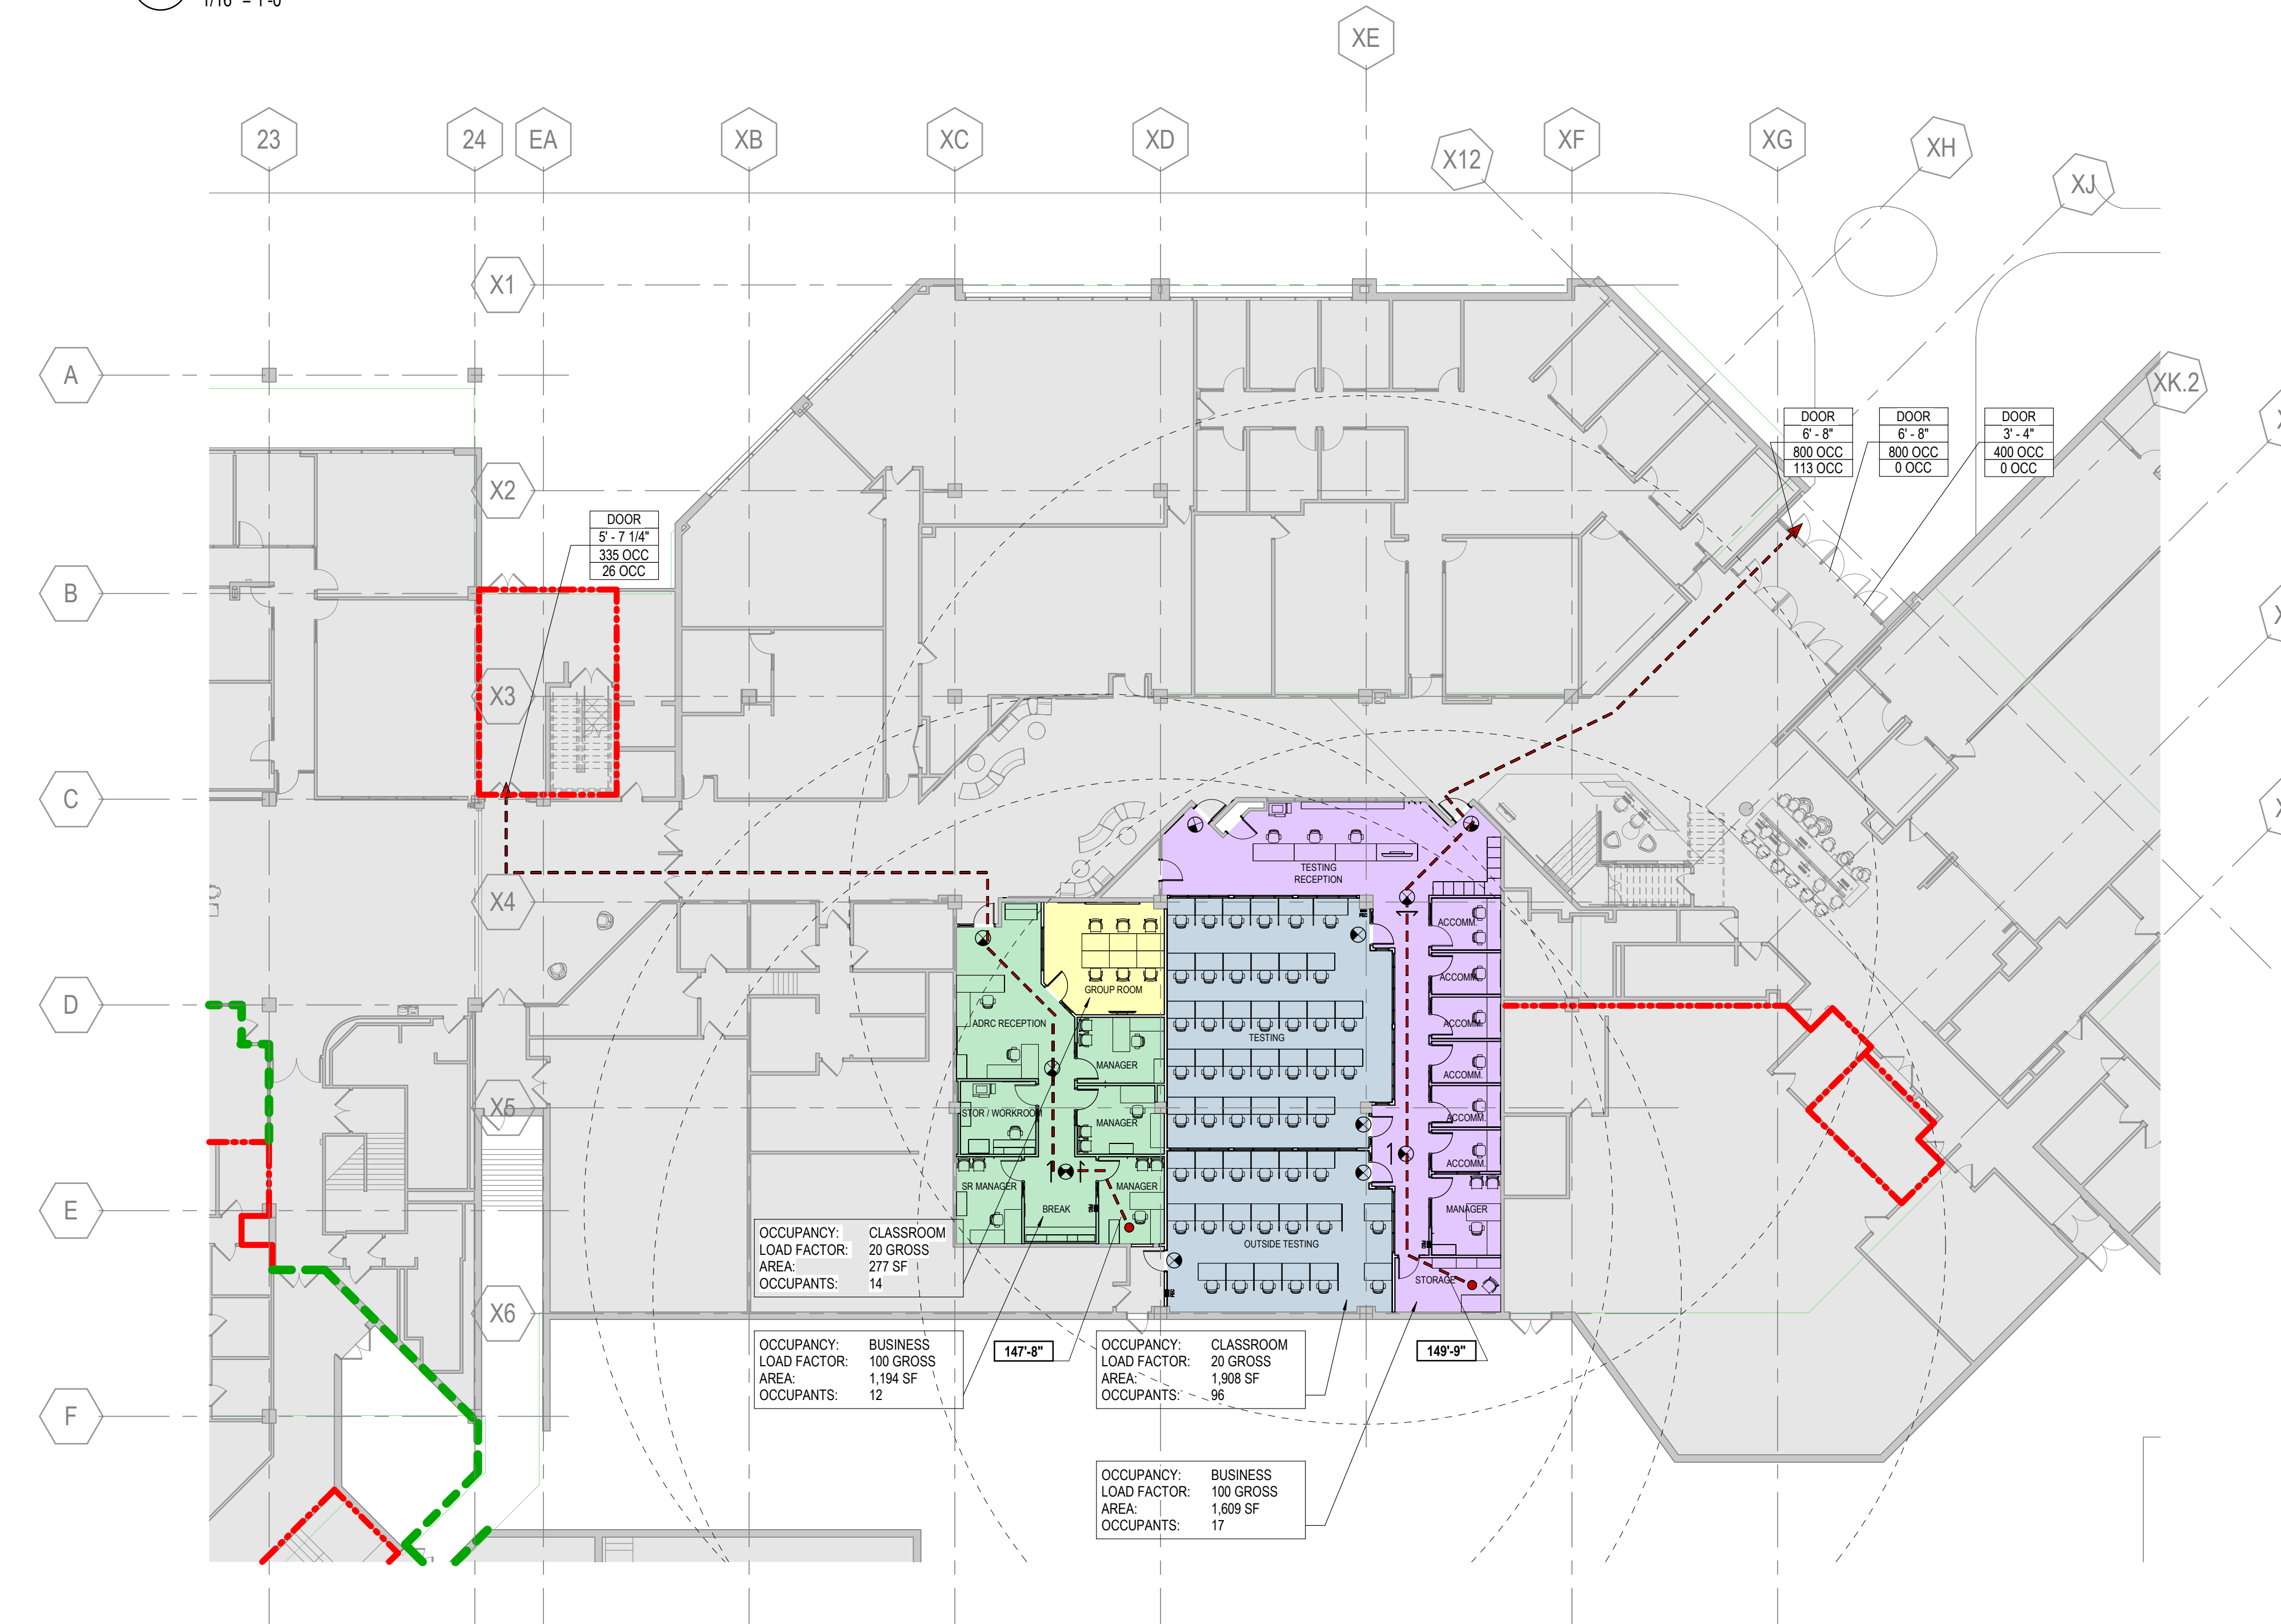 1/16" = 1'-0"
XE
23
24
EA
XB
XC
XD
X12
XF
XG
XH
XJ
X1
A
XK.2
DOOR
6' - 8"
800 OCC
113 OCC
DOOR
6' - 8"
800 OCC
0 OCC
DOOR
3' - 4"
400 OCC
0 OCC
X2
DOOR
5' - 7 1/4"
335 OCC
26 OCC
B
X3
C
TESTING
RECEPTION
X4
ACCOMM.
ACCOMM.
GROUP ROOM
D
ADRC RECEPTION
ACCOMM.
TESTING
MANAGER
ACCOMM.
X5
STOR / WORKROOM
MANAGER
ACCOMM.
ACCOMM.
SR MANAGER
MANAGER
E
BREAK
MANAGER
OUTSIDE TESTING
STORAGE
OCCUPANCY: CLASSROOM
LOAD FACTOR: 20 GROSS
AREA: 277 SF
OCCUPANTS: 14
X6
OCCUPANCY: BUSINESS
LOAD FACTOR: 100 GROSS
AREA: 1,194 SF
OCCUPANTS: 12
147'-8"
OCCUPANCY: CLASSROOM
LOAD FACTOR: 20 GROSS
AREA: 1,908 SF
OCCUPANTS: 96
149'-9"
F
OCCUPANCY: BUSINESS
LOAD FACTOR: 100 GROSS
AREA: 1,609 SF
OCCUPANTS: 17